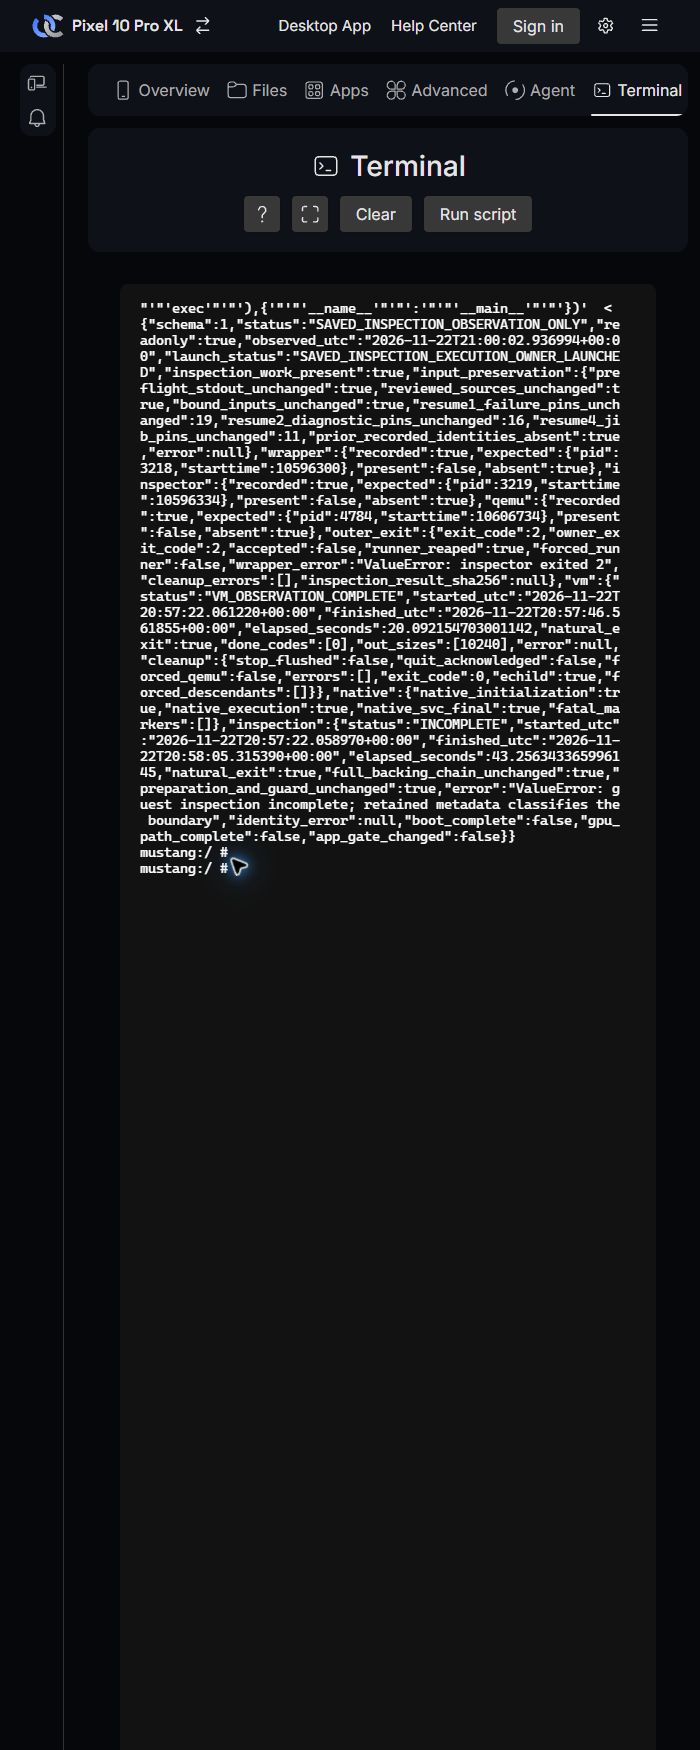 Pixel 10 Pro XL
Desktop App
Help Center
Sign in
Overview
Files
Apps
Advanced
Agent
Terminal
Terminal
?
Clear
Run script
"'"'exec'"'"'),{'"'"'__name__'"'"':'"'"'__main__'"'"'})'  <
{"schema":1,"status":"SAVED_INSPECTION_OBSERVATION_ONLY","re
adonly":true,"observed_utc":"2026-11-22T21:00:02.936994+00:0
0","launch_status":"SAVED_INSPECTION_EXECUTION_OWNER_LAUNCHE
D","inspection_work_present":true,"input_preservation":{"pre
flight_stdout_unchanged":true,"reviewed_sources_unchanged":t
rue,"bound_inputs_unchanged":true,"resume1_failure_pins_unch
anged":19,"resume2_diagnostic_pins_unchanged":16,"resume4_ji
b_pins_unchanged":11,"prior_recorded_identities_absent":true
,"error":null},"wrapper":{"recorded":true,"expected":{"pid":
3218,"starttime":10596300},"present":false,"absent":true},"i
nspector":{"recorded":true,"expected":{"pid":3219,"starttime
":10596334},"present":false,"absent":true},"qemu":{"recorded
":true,"expected":{"pid":4784,"starttime":10606734},"present
":false,"absent":true},"outer_exit":{"exit_code":2,"owner_ex
it_code":2,"accepted":false,"runner_reaped":true,"forced_run
ner":false,"wrapper_error":"ValueError: inspector exited 2",
"cleanup_errors":[],"inspection_result_sha256":null},"vm":{"
status":"VM_OBSERVATION_COMPLETE","started_utc":"2026-11-22T
20:57:22.061220+00:00","finished_utc":"2026-11-22T20:57:46.5
61855+00:00","elapsed_seconds":20.092154703001142,"natural_e
xit":true,"done_codes":[0],"out_sizes":[10240],"error":null,
"cleanup":{"stop_flushed":false,"quit_acknowledged":false,"f
orced_qemu":false,"errors":[],"exit_code":0,"echild":true,"f
orced_descendants":[]}},"native":{"native_initialization":tr
ue,"native_execution":true,"native_svc_final":true,"fatal_ma
rkers":[]},"inspection":{"status":"INCOMPLETE","started_utc"
:"2026-11-22T20:57:22.058970+00:00","finished_utc":"2026-11-
22T20:58:05.315390+00:00","elapsed_seconds":43.2563433659961
45,"natural_exit":true,"full_backing_chain_unchanged":true,"
preparation_and_guard_unchanged":true,"error":"ValueError: g
uest inspection incomplete; retained metadata classifies the
 boundary","identity_error":null,"boot_complete":false,"gpu_
path_complete":false,"app_gate_changed":false}}
mustang:/ #
mustang:/ #